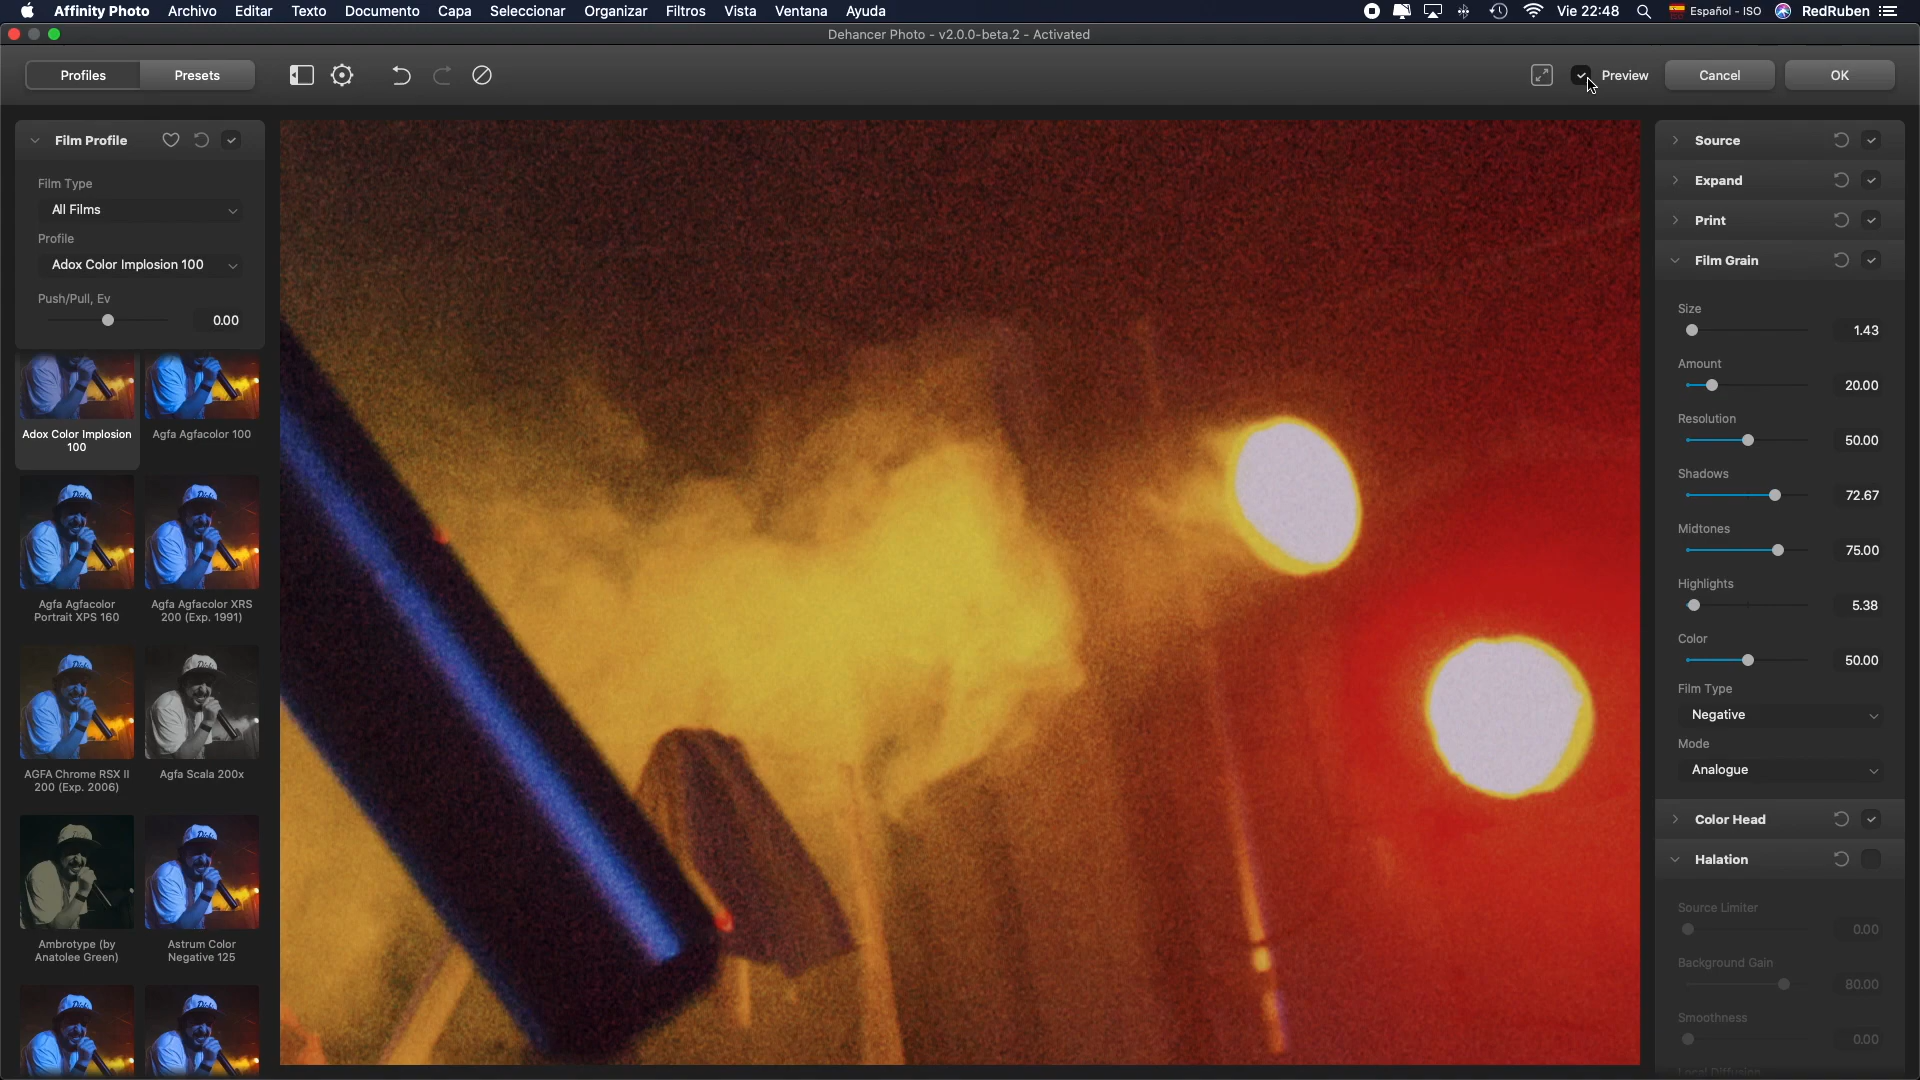 Affinity Photo Archivo Editar Texto Documento Capa Seleccionar Organizar Filtros Vista Ventana Ayuda Vie 22:48 Español - ISO RedRuben
Dehancer Photo - v2.0.0-beta.2 - Activated
Profiles Presets Preview Cancel OK
Film Profile
Film Type
All Films
Profile
Adox Color Implosion 100
Push/Pull, Ev
0.00
Adox Color Implosion
100
Agfa Agfacolor 100
Agfa Agfacolor
Portrait XPS 160
Agfa Agfacolor XRS
200 (Exp. 1991)
AGFA Chrome RSX II
200 (Exp. 2006)
Agfa Scala 200x
Ambrotype (by
Anatolee Green)
Astrum Color
Negative 125
Source
Expand
Print
Film Grain
Size
1.43
Amount
20.00
Resolution
50.00
Shadows
72.67
Midtones
75.00
Highlights
5.38
Color
50.00
Film Type
Negative
Mode
Analogue
Color Head
Halation
Source Limiter
0.00
Background Gain
80.00
Smoothness
0.00
Local Diffusion